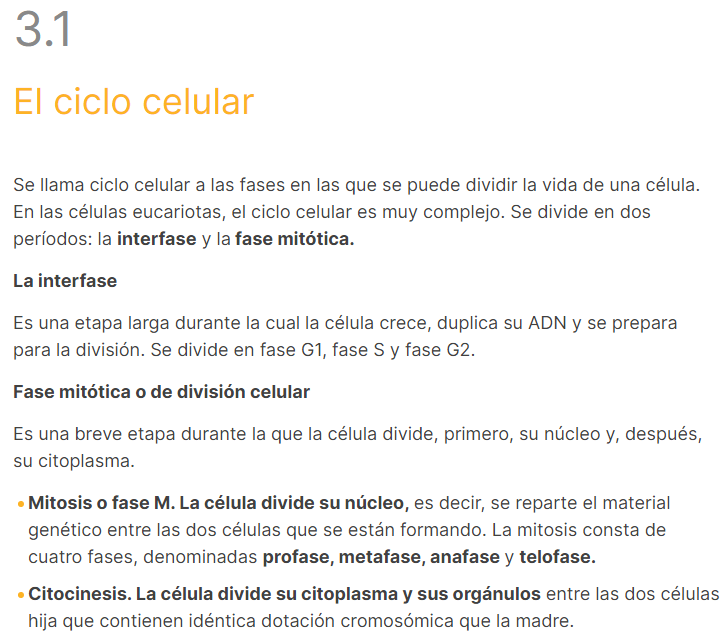 3.1
El ciclo celular
Se llama ciclo celular a las fases en las que se puede dividir la vida de una célula.
En las células eucariotas, el ciclo celular es muy complejo. Se divide en dos
períodos: la interfase y la fase mitótica.
La interfase
Es una etapa larga durante la cual la célula crece, duplica su ADN y se prepara
para la división. Se divide en fase G1, fase S y fase G2.
Fase mitótica o de división celular
Es una breve etapa durante la que la célula divide, primero, su núcleo y, después,
su citoplasma.
• Mitosis o fase M. La célula divide su núcleo, es decir, se reparte el material
genético entre las dos células que se están formando. La mitosis consta de
cuatro fases, denominadas profase, metafase, anafase y telofase.
• Citocinesis. La célula divide su citoplasma y sus orgánulos entre las dos células
hija que contienen idéntica dotación cromosómica que la madre.